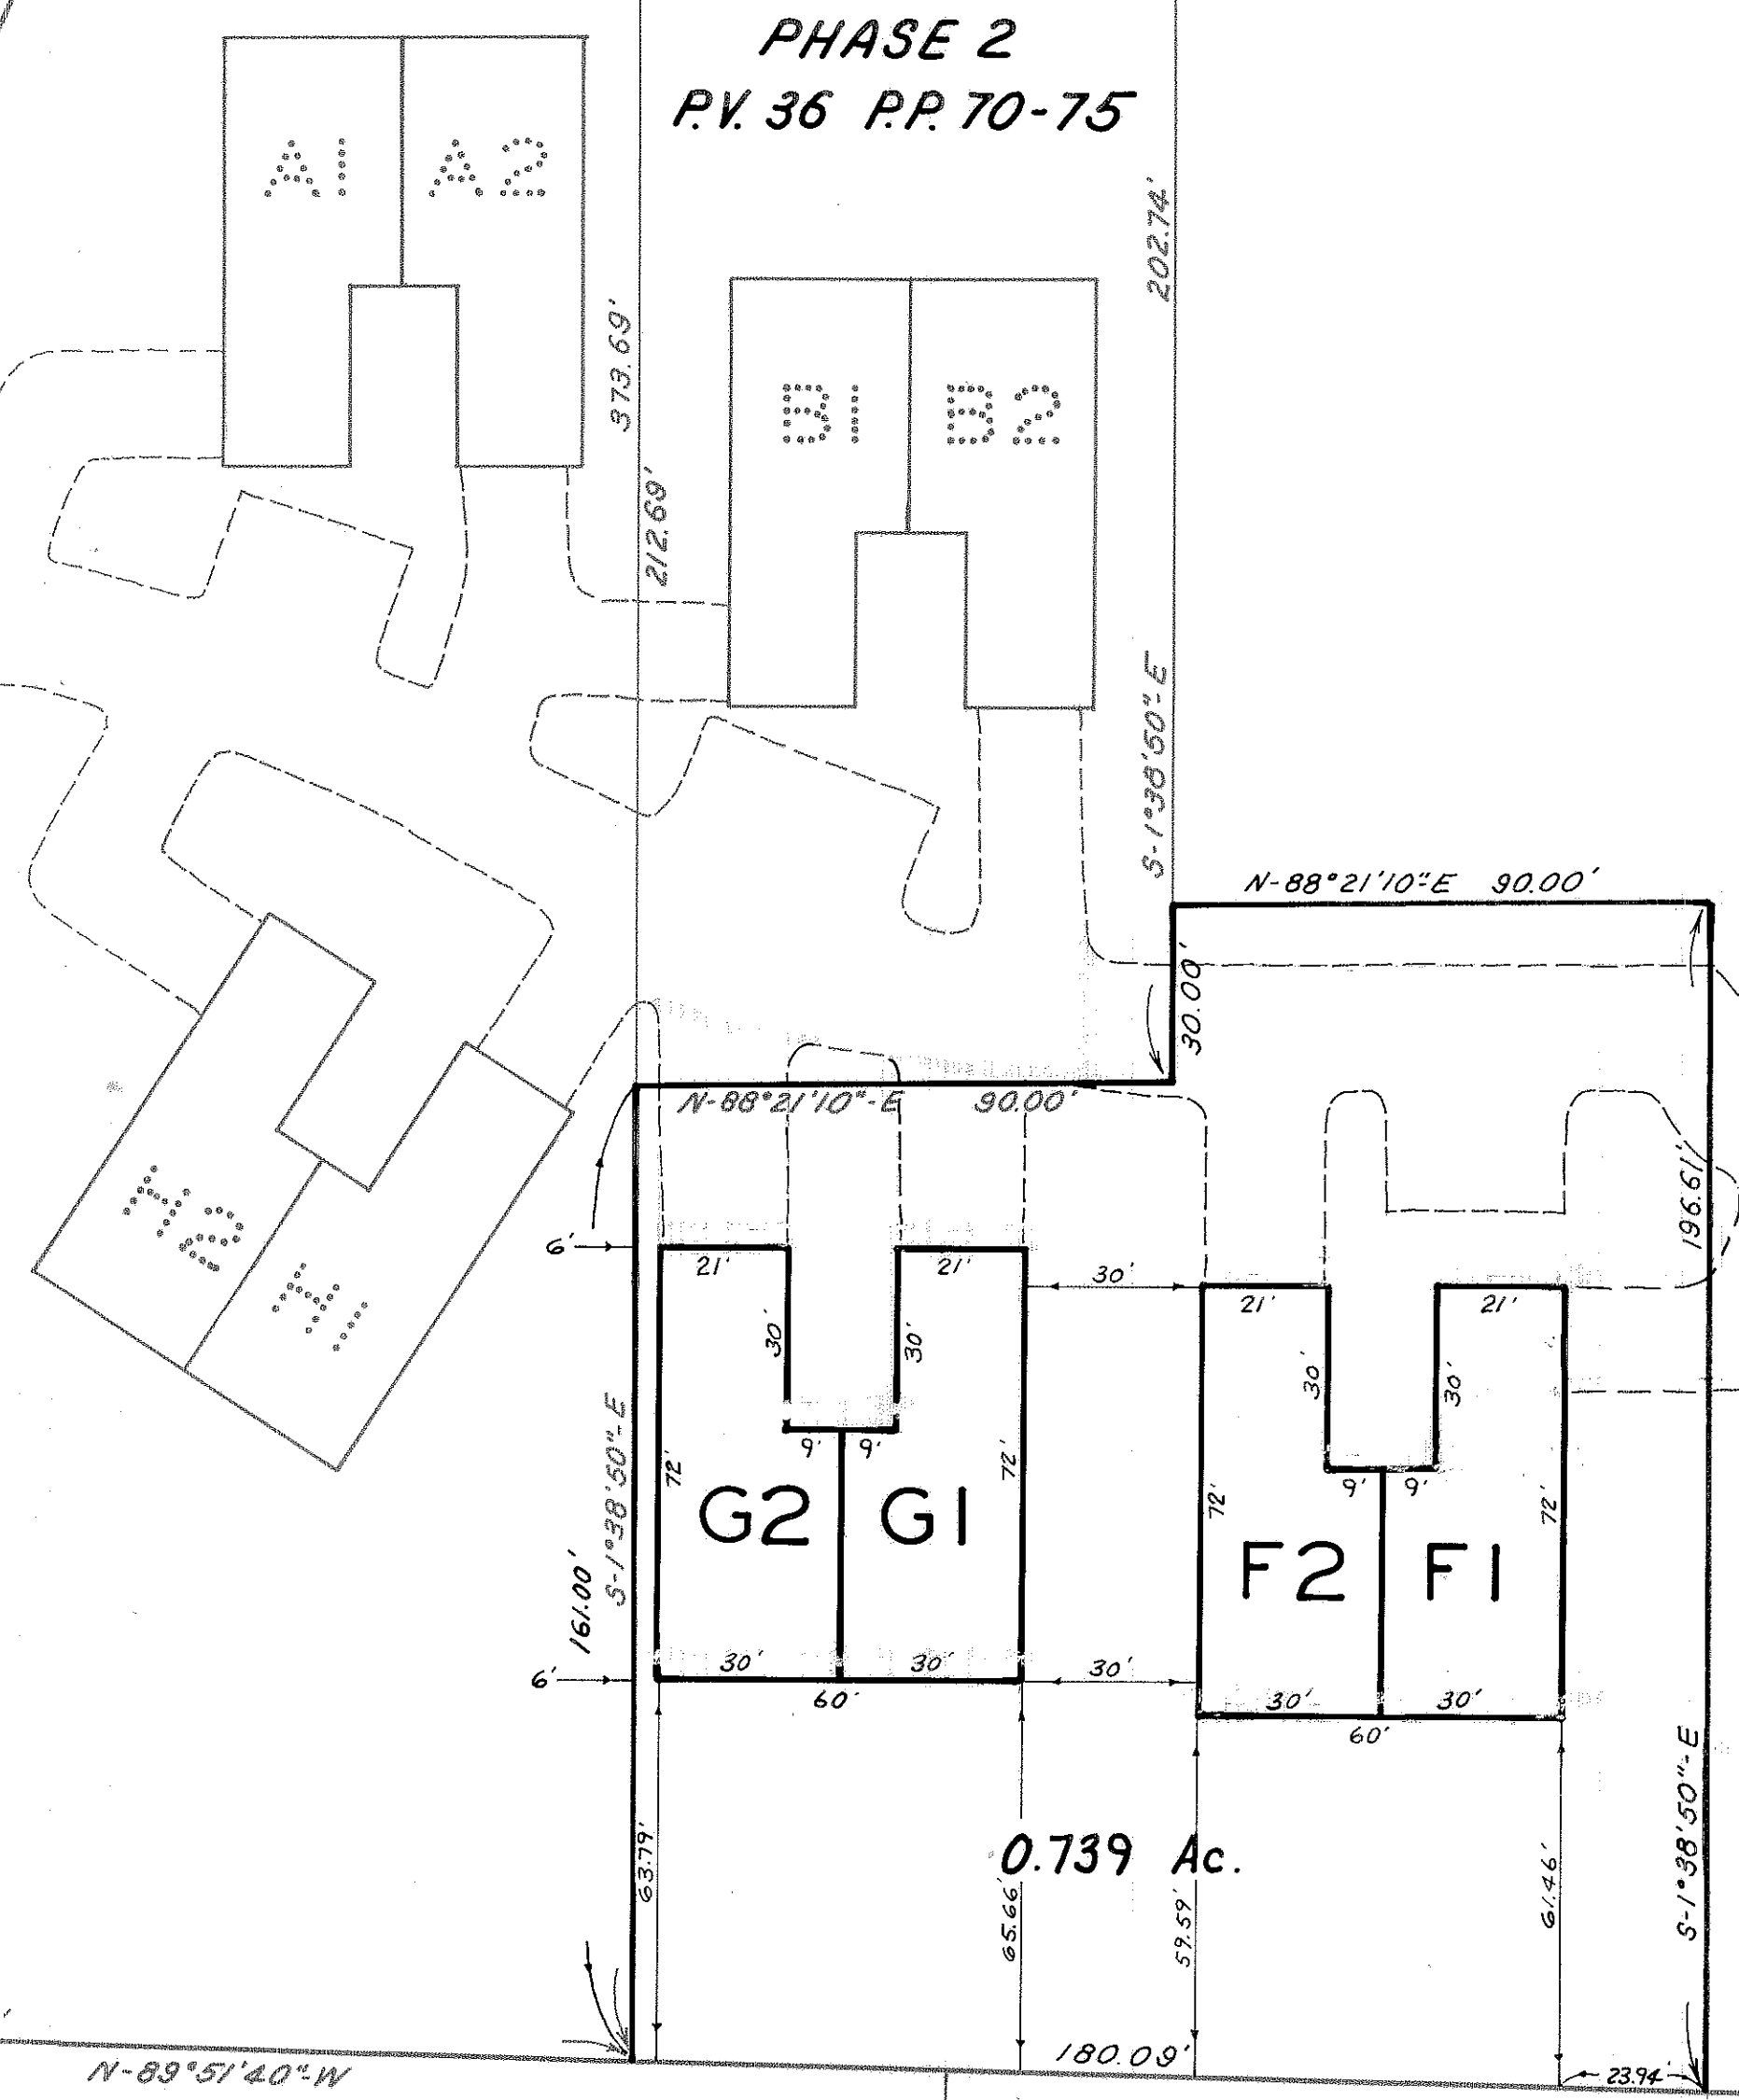 PHASE 2
P.V. 36 P.P. 70-75
A1
A2
202.74'
373.69'
B1
B2
212.69'
S-1°38'50"-E
N-88°21'10"-E 90.00'
30.00'
N-88°21'10"-E 90.00'
196.61'
H2
H1
6'
21'
21'
30'
21'
21'
30'
30'
30'
30'
9'
9'
9'
9'
72'
72'
72'
72'
G2
G1
F2
F1
S-1°38'50"-E
161.00'
6'
30'
30'
30'
60'
30'
30'
60'
S-1°38'50"-E
0.739 Ac.
63.79'
65.66'
59.59'
61.46'
180.09'
23.94'
N-89°51'40"-W